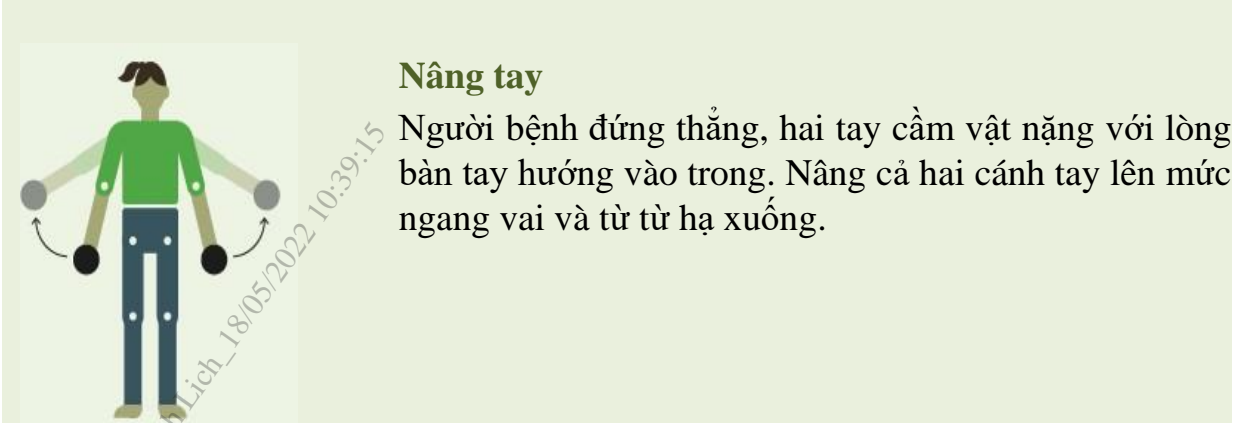 Nâng tay
Người bệnh đứng thẳng, hai tay cầm vật nặng với lòng
bàn tay hướng vào trong. Nâng cả hai cánh tay lên mức
ngang vai và từ từ hạ xuống.
Lich_18/05/2022 10:39:15